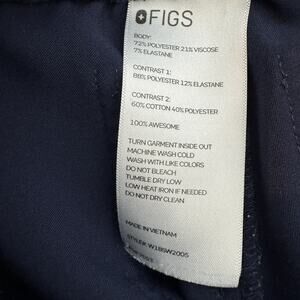 FIGS
BODY:
72% POLYESTER 21% VISCOSE
7% ELASTANE
CONTRAST 1:
88% POLYESTER 12% ELASTANE
CONTRAST 2:
60% COTTON 40% POLYESTER
100% AWESOME
TURN GARMENT INSIDE OUT
MACHINE WASH COLD
WASH WITH LIKE COLORS
DO NOT BLEACH
TUMBLE DRY LOW
LOW HEAT IRON IF NEEDED
DO NOT DRY CLEAN
MADE IN VIETNAM
STYLE# W18SW2005